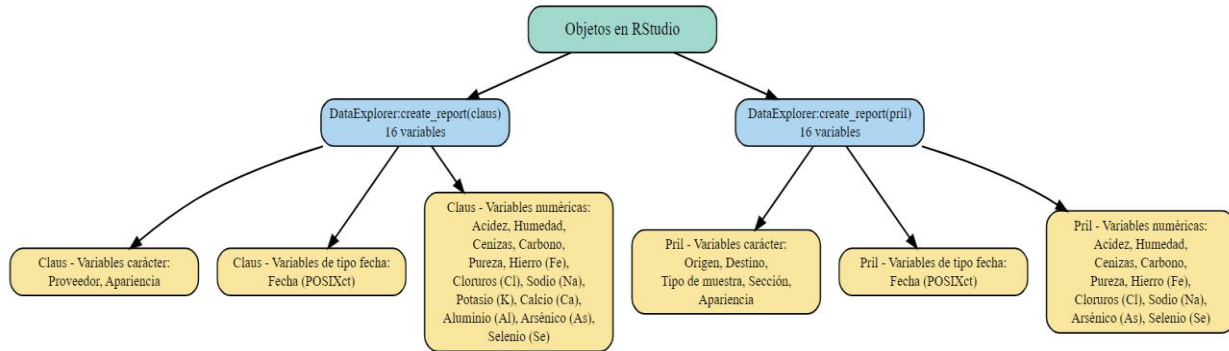 Objetos en RStudio
DataExplorer:create_report(claus)
16 variables
DataExplorer:create_report(pril)
16 variables
Claus - Variables carácter:
Proveedor, Apariencia
Claus - Variables de tipo fecha:
Fecha (POSIXct)
Claus - Variables numéricas:
Acidez, Humedad,
Cenizas, Carbono,
Pureza, Hierro (Fe),
Cloruros (Cl), Sodio (Na),
Potasio (K), Calcio (Ca),
Aluminio (Al), Arsénico (As),
Selenio (Se)
Pril - Variables carácter:
Origen, Destino,
Tipo de muestra, Sección,
Apariencia
Pril - Variables de tipo fecha:
Fecha (POSIXct)
Pril - Variables numéricas:
Acidez, Humedad,
Cenizas, Carbono,
Pureza, Hierro (Fe),
Cloruros (Cl), Sodio (Na),
Arsénico (As), Selenio (Se)